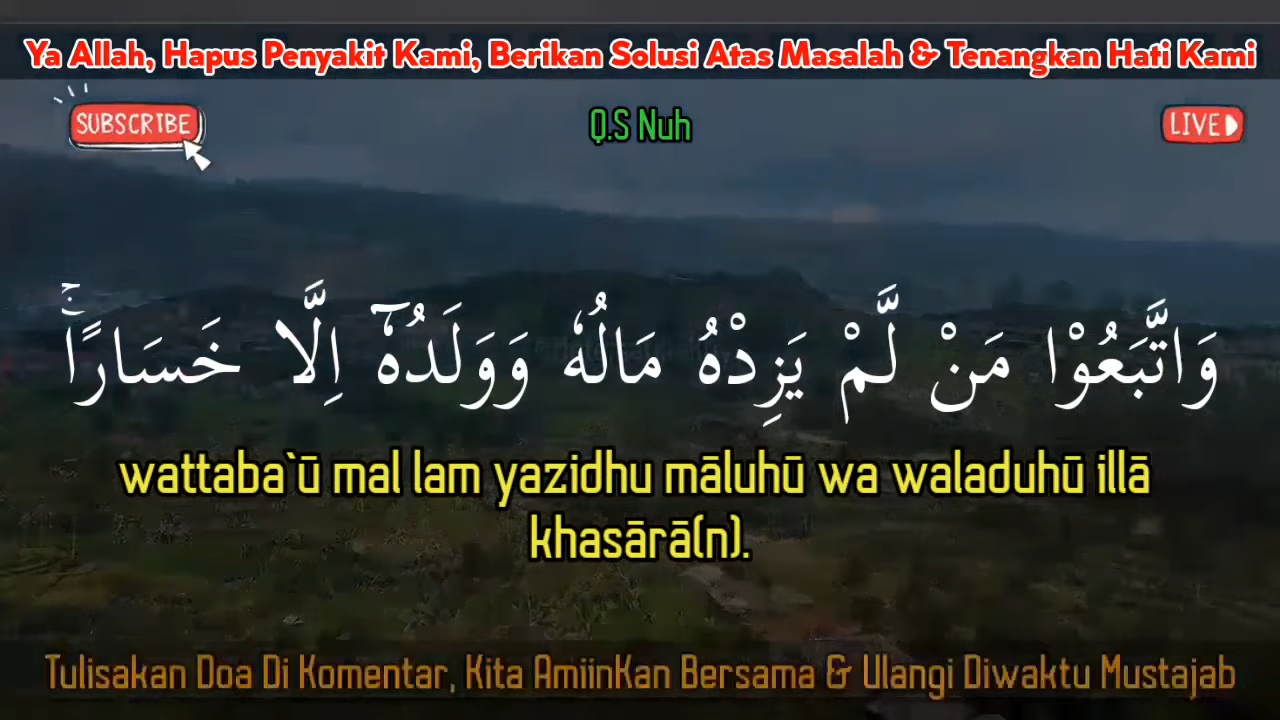 Ya Allah, Hapus Penyakit Kami, Berikan Solusi Atas Masalah & Tenangkan Hati Kami
SUBSCRIBE
Q.S Nuh
LIVE
وَاتَّبَعُوْا مَنْ لَّمْ يَزِدْهُ مَالُهٗ وَوَلَدُهٗٓ اِلَّا خَسَارًاۚ
wattaba`ū mal lam yazidhu māluhū wa waladuhū illā
khasārā(n).
Tulisakan Doa Di Komentar, Kita AmiinKan Bersama & Ulangi Diwaktu Mustajab